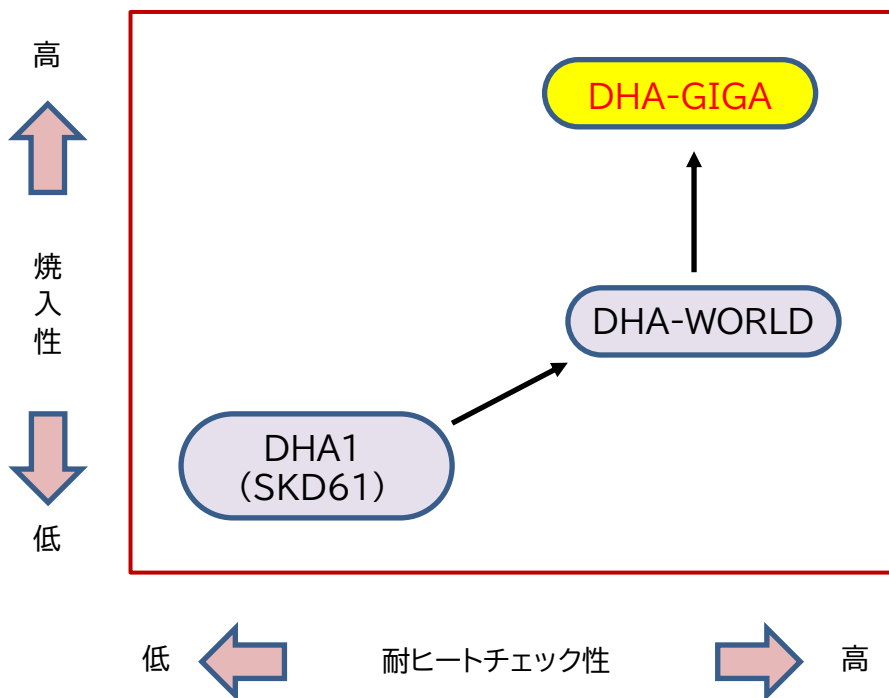 高
DHA-GIGA
焼
入
性
DHA-WORLD
DHA1
(SKD61)
低
低
耐ヒートチェック性
高